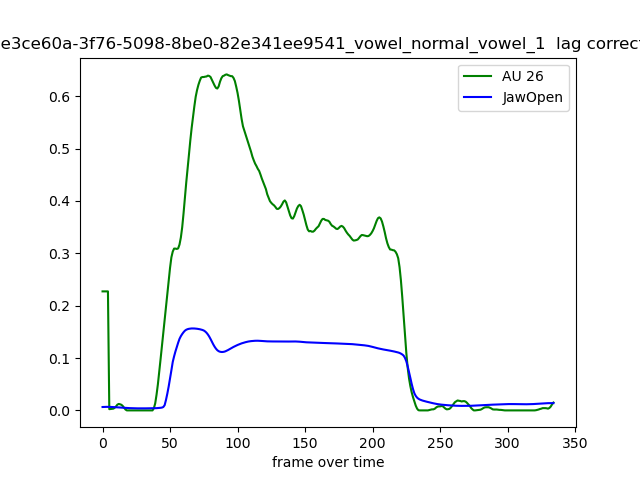 e3ce60a-3f76-5098-8be0-82e341ee9541_vowel_normal_vowel_1  lag correct
AU 26
JawOpen
0.6
0.5
0.4
0.3
0.2
0.1
0.0
0 50 100 150 200 250 300 350
frame over time